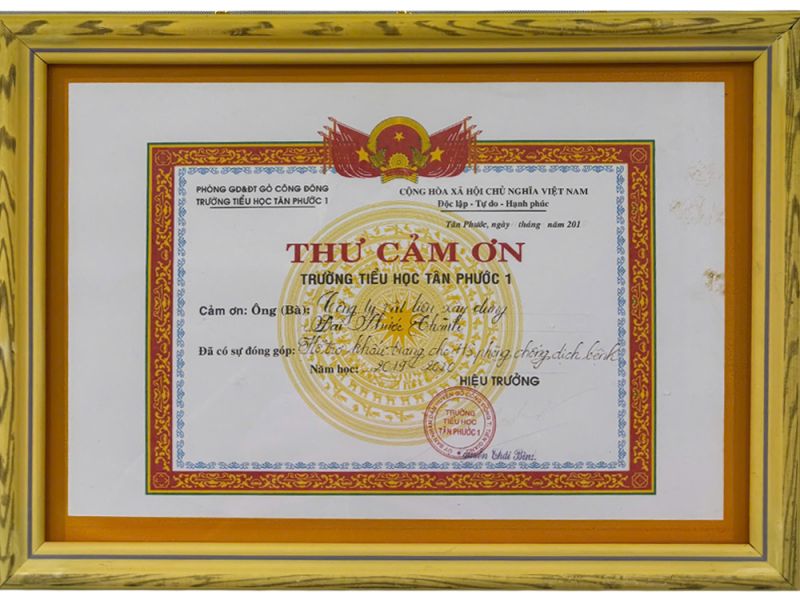 PHÒNG GD&ĐT GÒ CÔNG ĐÔNG
TRƯỜNG TIỂU HỌC TÂN PHƯỚC 1
CỘNG HÒA XÃ HỘI CHỦ NGHĨA VIỆT NAM
Độc lập - Tự do - Hạnh phúc
Tân Phước, ngày tháng năm 201
THƯ CẢM ƠN
TRƯỜNG TIỂU HỌC TÂN PHƯỚC 1
Cảm ơn: Ông (Bà): Công ty vật liệu xây dựng
Đại Phước Thành
Đã có sự đóng góp: Hỗ trợ khẩu trang cho HS phòng chống dịch bệnh
Năm học: 2019 - 2020
HIỆU TRƯỞNG
TRƯỜNG
TIỂU HỌC
TÂN PHƯỚC 1
Thái Bình